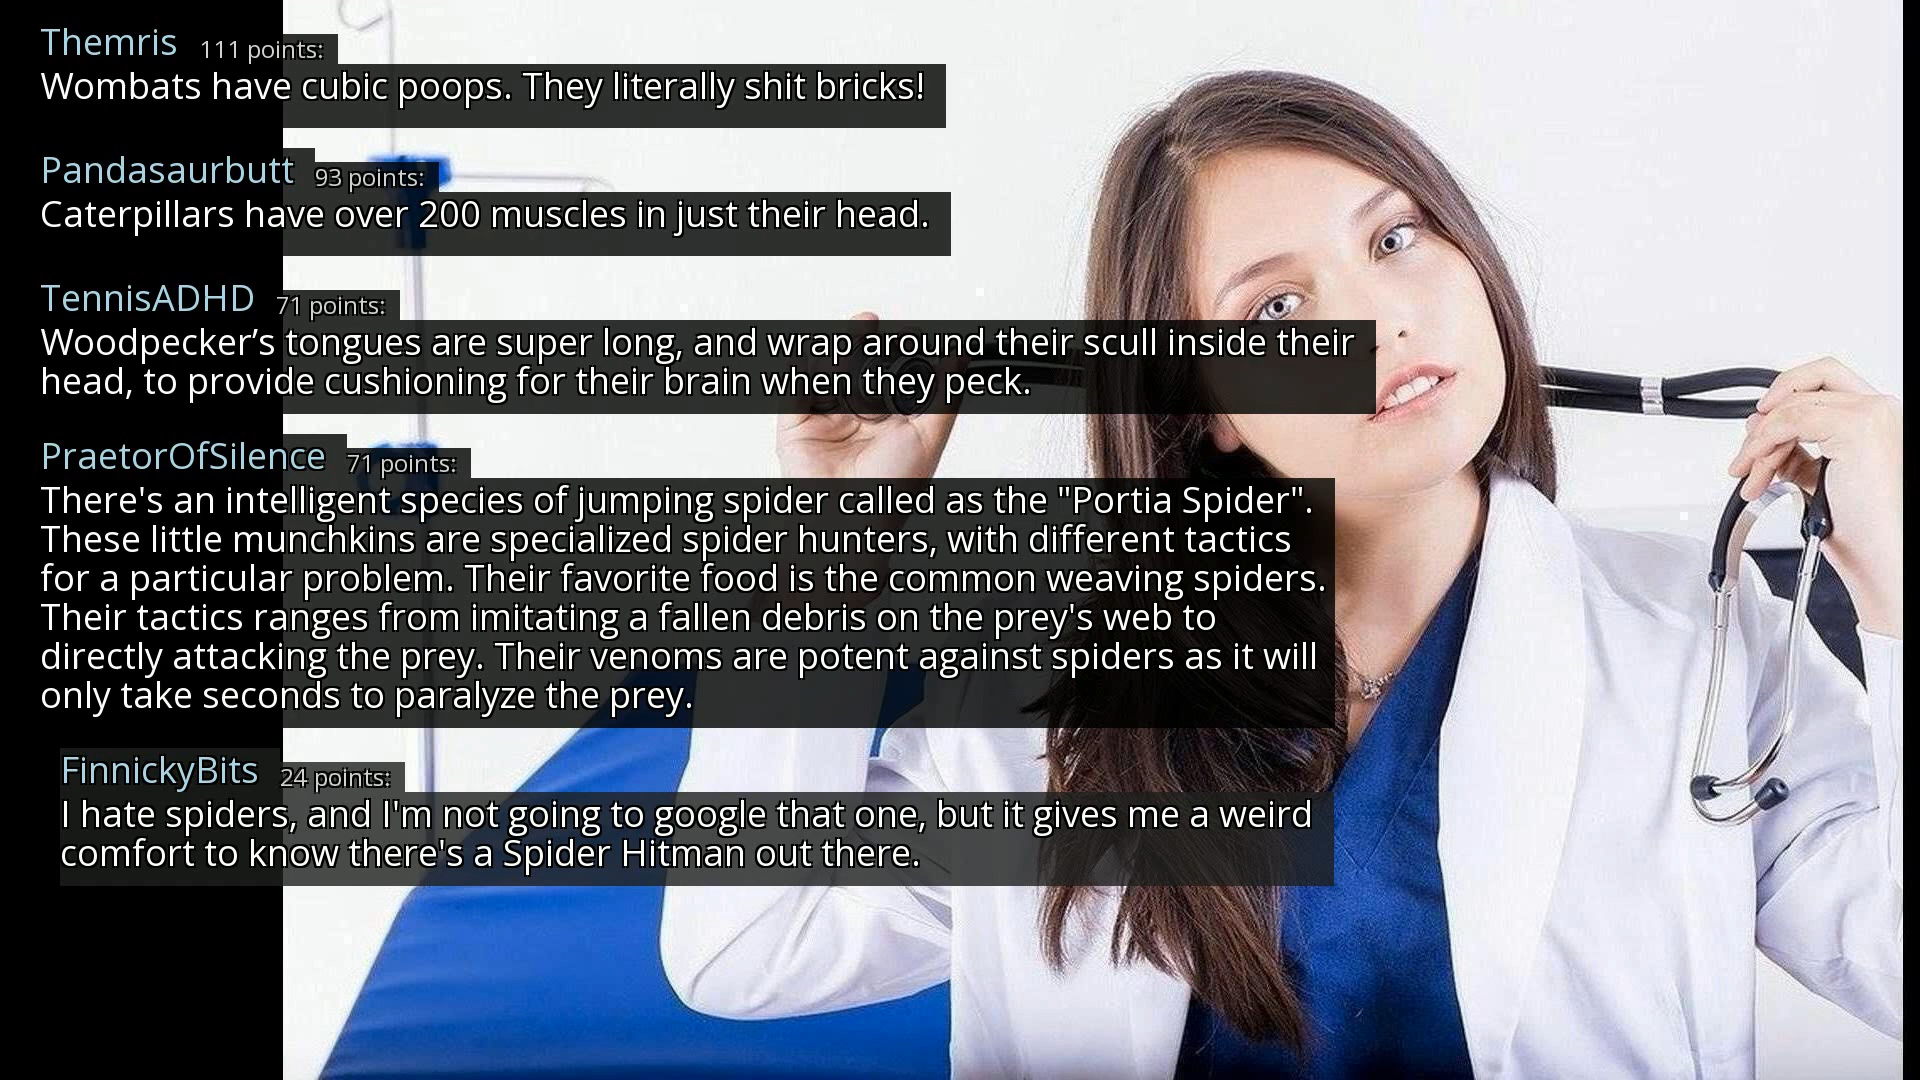 Themris 111 points:
Wombats have cubic poops. They literally shit bricks!
Pandasaurbutt 93 points:
Caterpillars have over 200 muscles in just their head.
TennisADHD 71 points:
Woodpecker’s tongues are super long, and wrap around their scull inside their
head, to provide cushioning for their brain when they peck.
PraetorOfSilence 71 points:
There's an intelligent species of jumping spider called as the "Portia Spider".
These little munchkins are specialized spider hunters, with different tactics
for a particular problem. Their favorite food is the common weaving spiders.
Their tactics ranges from imitating a fallen debris on the prey's web to
directly attacking the prey. Their venoms are potent against spiders as it will
only take seconds to paralyze the prey.
FinnickyBits 24 points:
I hate spiders, and I'm not going to google that one, but it gives me a weird
comfort to know there's a Spider Hitman out there.